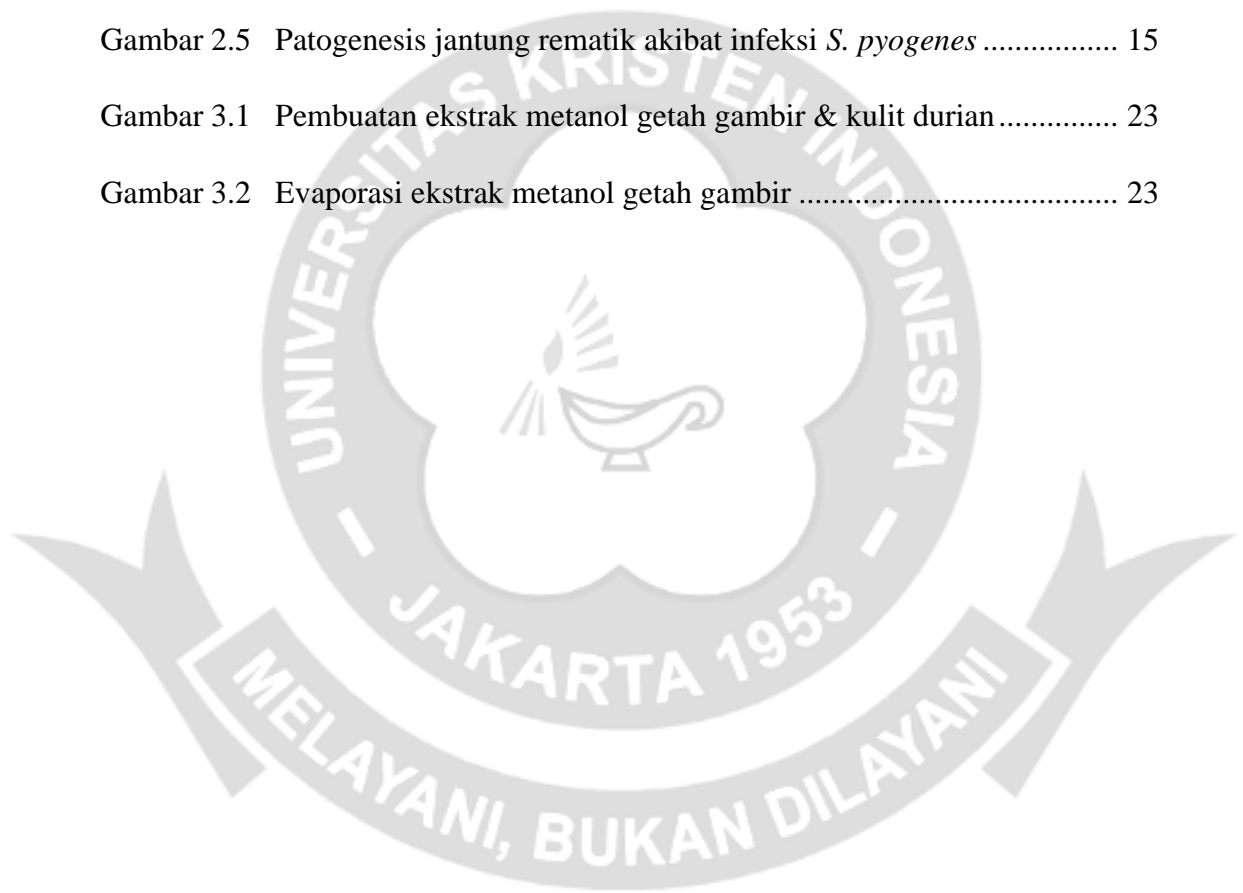 Gambar 2.5 Patogenesis jantung rematik akibat infeksi S. pyogenes ................. 15
Gambar 3.1 Pembuatan ekstrak metanol getah gambir & kulit durian ............... 23
Gambar 3.2 Evaporasi ekstrak metanol getah gambir ........................................ 23
UNIVERSITAS KRISTEN INDONESIA
- JAKARTA 1953 -
MELAYANI, BUKAN DILAYANI